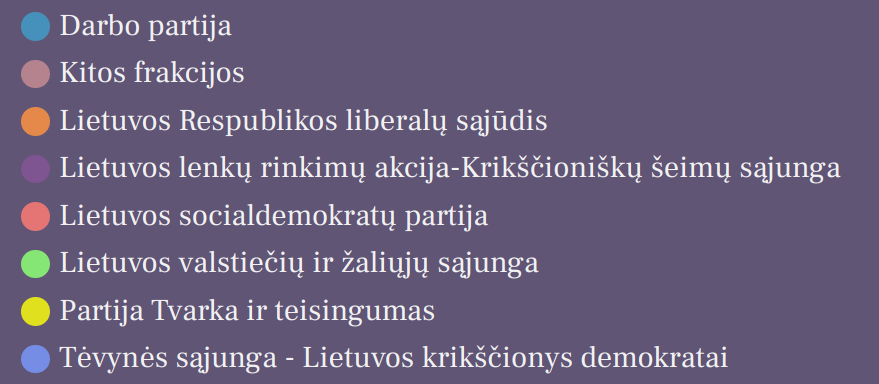 Darbo partija
Kitos frakcijos
Lietuvos Respublikos liberalų sąjūdis
Lietuvos lenkų rinkimų akcija-Krikščioniškų šeimų sąjunga
Lietuvos socialdemokratų partija
Lietuvos valstiečių ir žaliųjų sąjunga
Partija Tvarka ir teisingumas
Tėvynės sąjunga - Lietuvos krikščionys demokratai